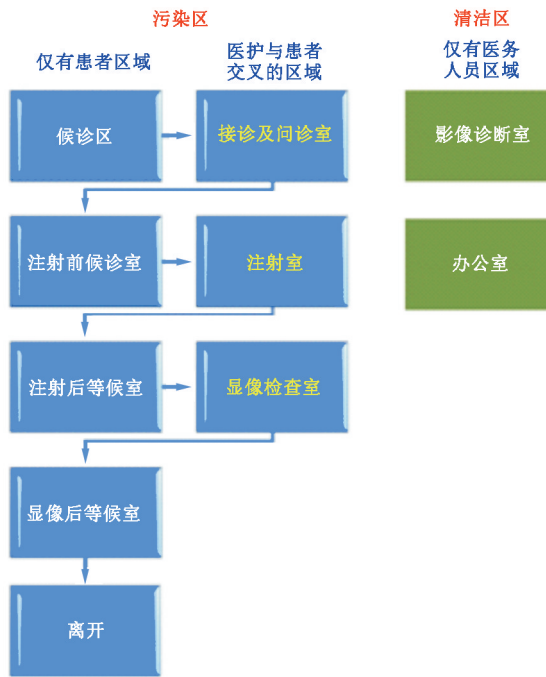 污染区
清洁区
仅有患者区域
医护与患者
交叉的区域
仅有医务
人员区域
候诊区
接诊及问诊室
影像诊断室
注射前候诊室
注射室
办公室
注射后等候室
显像检查室
显像后等候室
离开